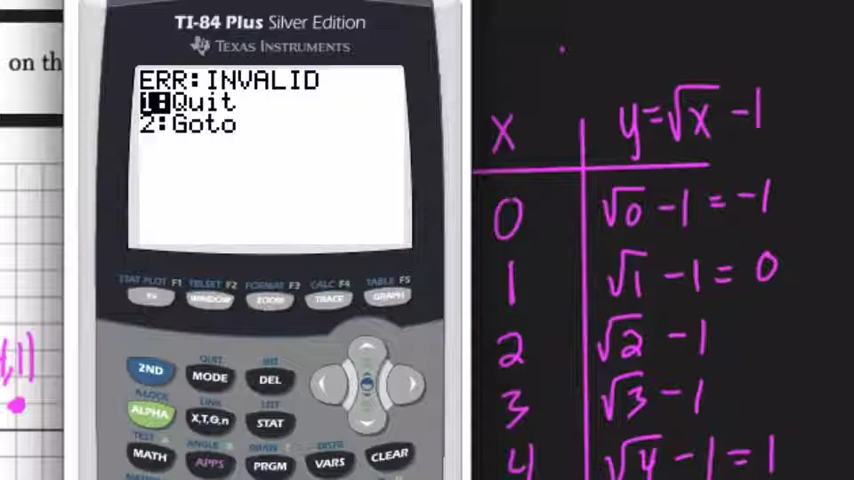 on th
TI-84 Plus Silver Edition
TEXAS INSTRUMENTS
ERR:INVALID
1:Quit
2:Goto
STAT PLOT F1 TBLSET F2 FORMAT F3 CALC F4 TABLE F5
Y= WINDOW ZOOM TRACE GRAPH
QUIT INS
2ND MODE DEL
A-LOCK LINK LIST
ALPHA X,T,Θ,n STAT
TEST A ANGLE B DRAW C DISTR
MATH APPS PRGM VARS CLEAR
,1)
x y=√x -1
0 √0 -1 = -1
1 √1 -1 = 0
2 √2 -1
3 √3 -1
4 √4 -1 = 1